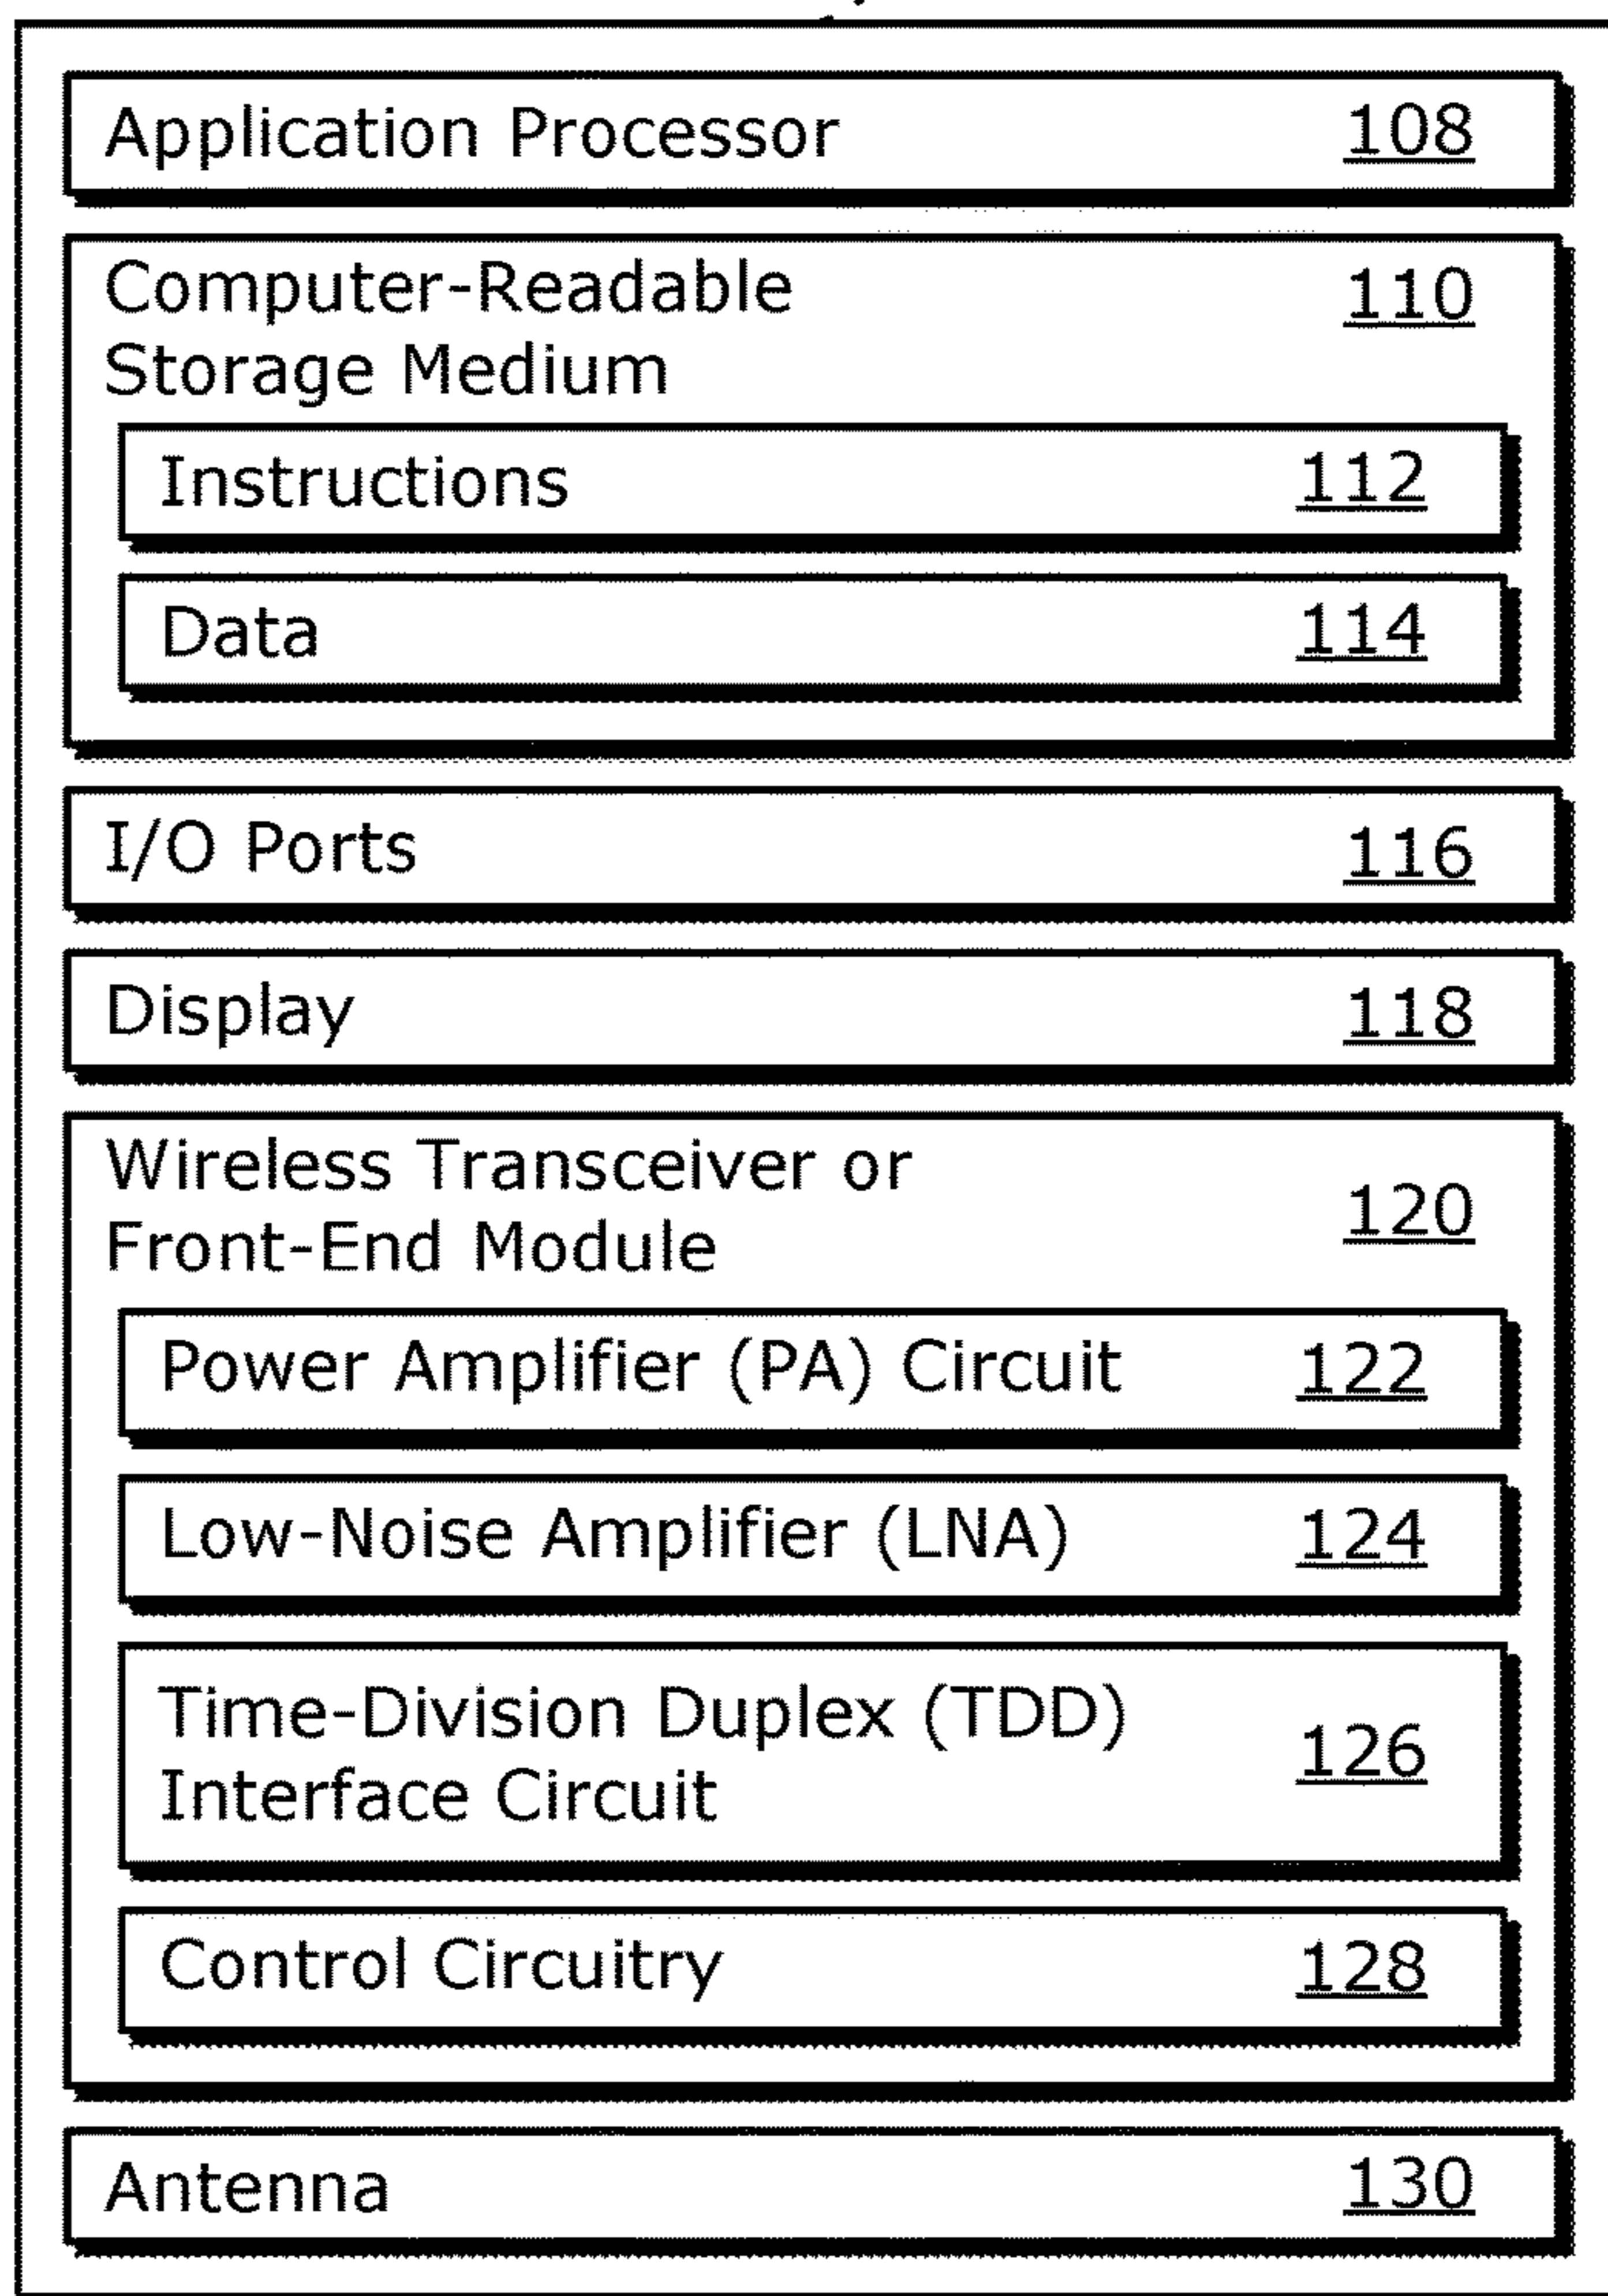 Application Processor 108
Computer-Readable 110
Storage Medium
Instructions 112
Data 114
I/O Ports 116
Display 118
Wireless Transceiver or
Front-End Module 120
Power Amplifier (PA) Circuit 122
Low-Noise Amplifier (LNA) 124
Time-Division Duplex (TDD)
Interface Circuit 126
Control Circuitry 128
Antenna 130